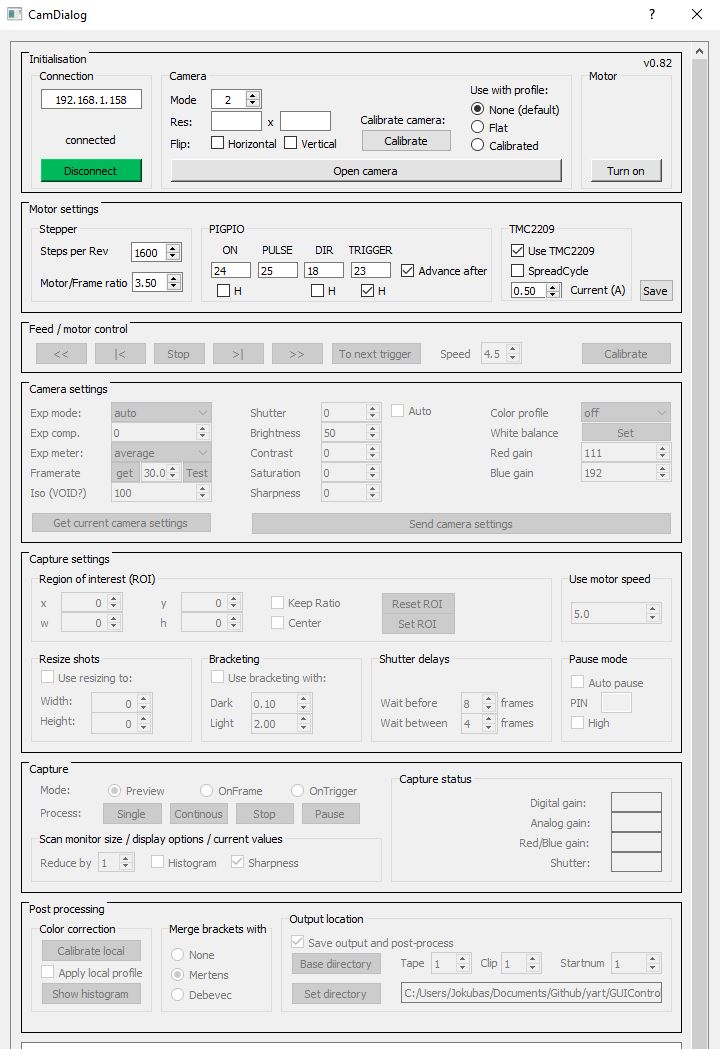 CamDialog
?
Initialisation
v0.82
Connection
192.168.1.158
connected
Disconnect
Camera
Mode 2
Res: x
Flip: Horizontal Vertical
Calibrate camera:
Calibrate
Use with profile:
None (default)
Flat
Calibrated
Open camera
Motor
Turn on
Motor settings
Stepper
Steps per Rev 1600
Motor/Frame ratio 3.50
PIGPIO
ON PULSE DIR TRIGGER
24 25 18 23 Advance after
H H H
TMC2209
Use TMC2209
SpreadCycle
0.50 Current (A)
Save
Feed / motor control
<< |< Stop >| >> To next trigger Speed 4.5 Calibrate
Camera settings
Exp mode: auto
Exp comp. 0
Exp meter: average
Framerate get 30.0 Test
Iso (VOID?) 100
Shutter 0 Auto
Brightness 50
Contrast 0
Saturation 0
Sharpness 0
Color profile off
White balance Set
Red gain 111
Blue gain 192
Get current camera settings
Send camera settings
Capture settings
Region of interest (ROI)
x 0 y 0 Keep Ratio Reset ROI
w 0 h 0 Center Set ROI
Use motor speed
5.0
Resize shots
Use resizing to:
Width: 0
Height: 0
Bracketing
Use bracketing with:
Dark 0.10
Light 2.00
Shutter delays
Wait before 8 frames
Wait between 4 frames
Pause mode
Auto pause
PIN
High
Capture
Mode: Preview OnFrame OnTrigger
Process: Single Continous Stop Pause
Scan monitor size / display options / current values
Reduce by 1 Histogram Sharpness
Capture status
Digital gain:
Analog gain:
Red/Blue gain:
Shutter:
Post processing
Color correction
Calibrate local
Apply local profile
Show histogram
Merge brackets with
None
Mertens
Debevec
Output location
Save output and post-process
Base directory Tape 1 Clip 1 Startnum 1
Set directory C:/Users/Jokubas/Documents/Github/yart/GUIContro